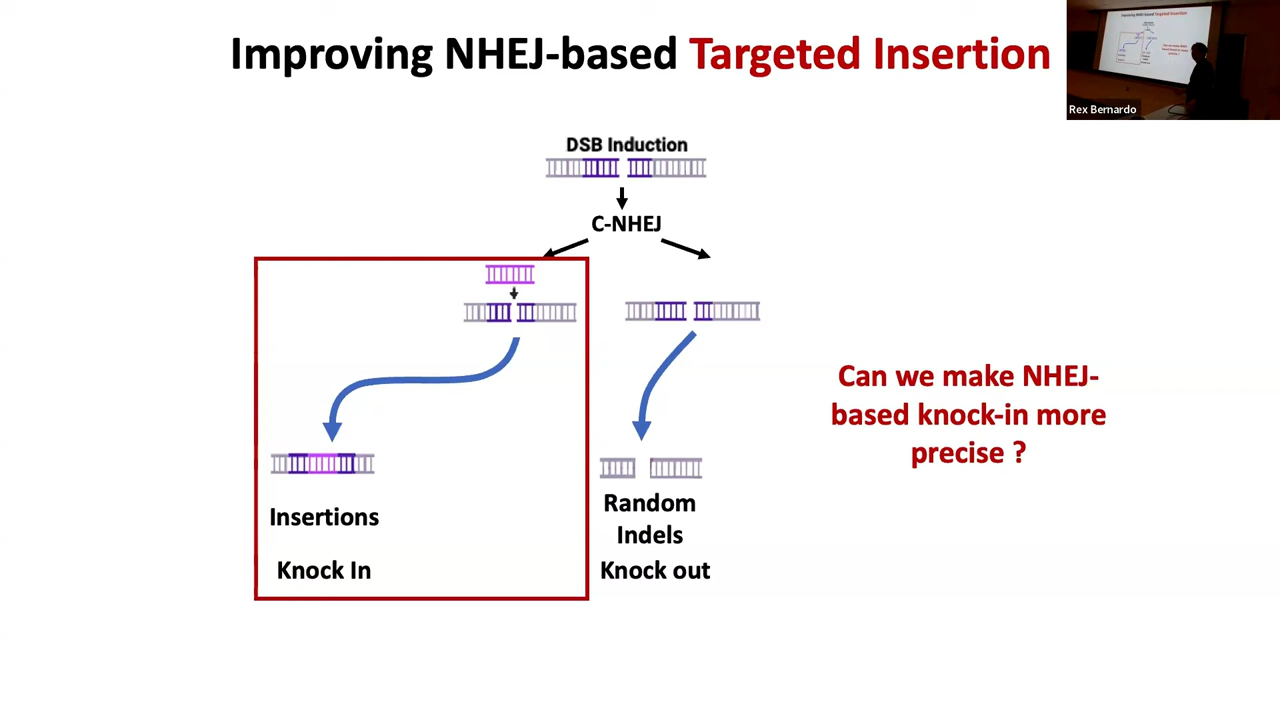 Improving NHEJ-based Targeted Insertion
Rex Bernardo
DSB Induction
C-NHEJ
Can we make NHEJ-
based knock-in more
precise ?
Insertions
Knock In
Random
Indels
Knock out